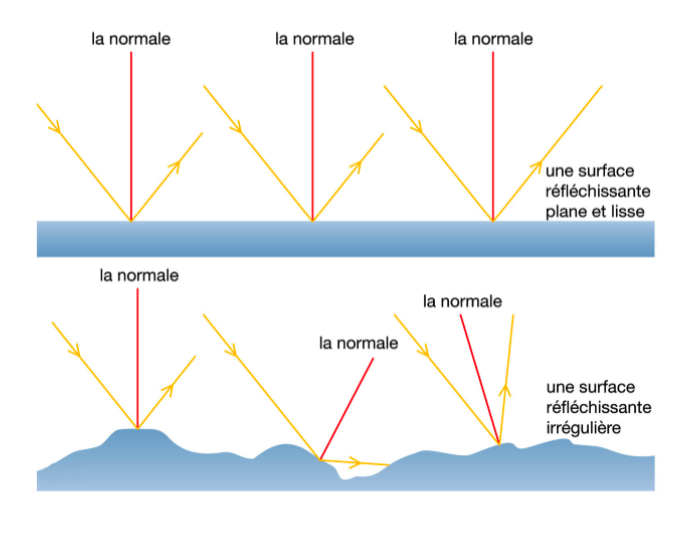 la normale
la normale
la normale
une surface
réfléchissante
plane et lisse
la normale
la normale
la normale
une surface
réfléchissante
irrégulière